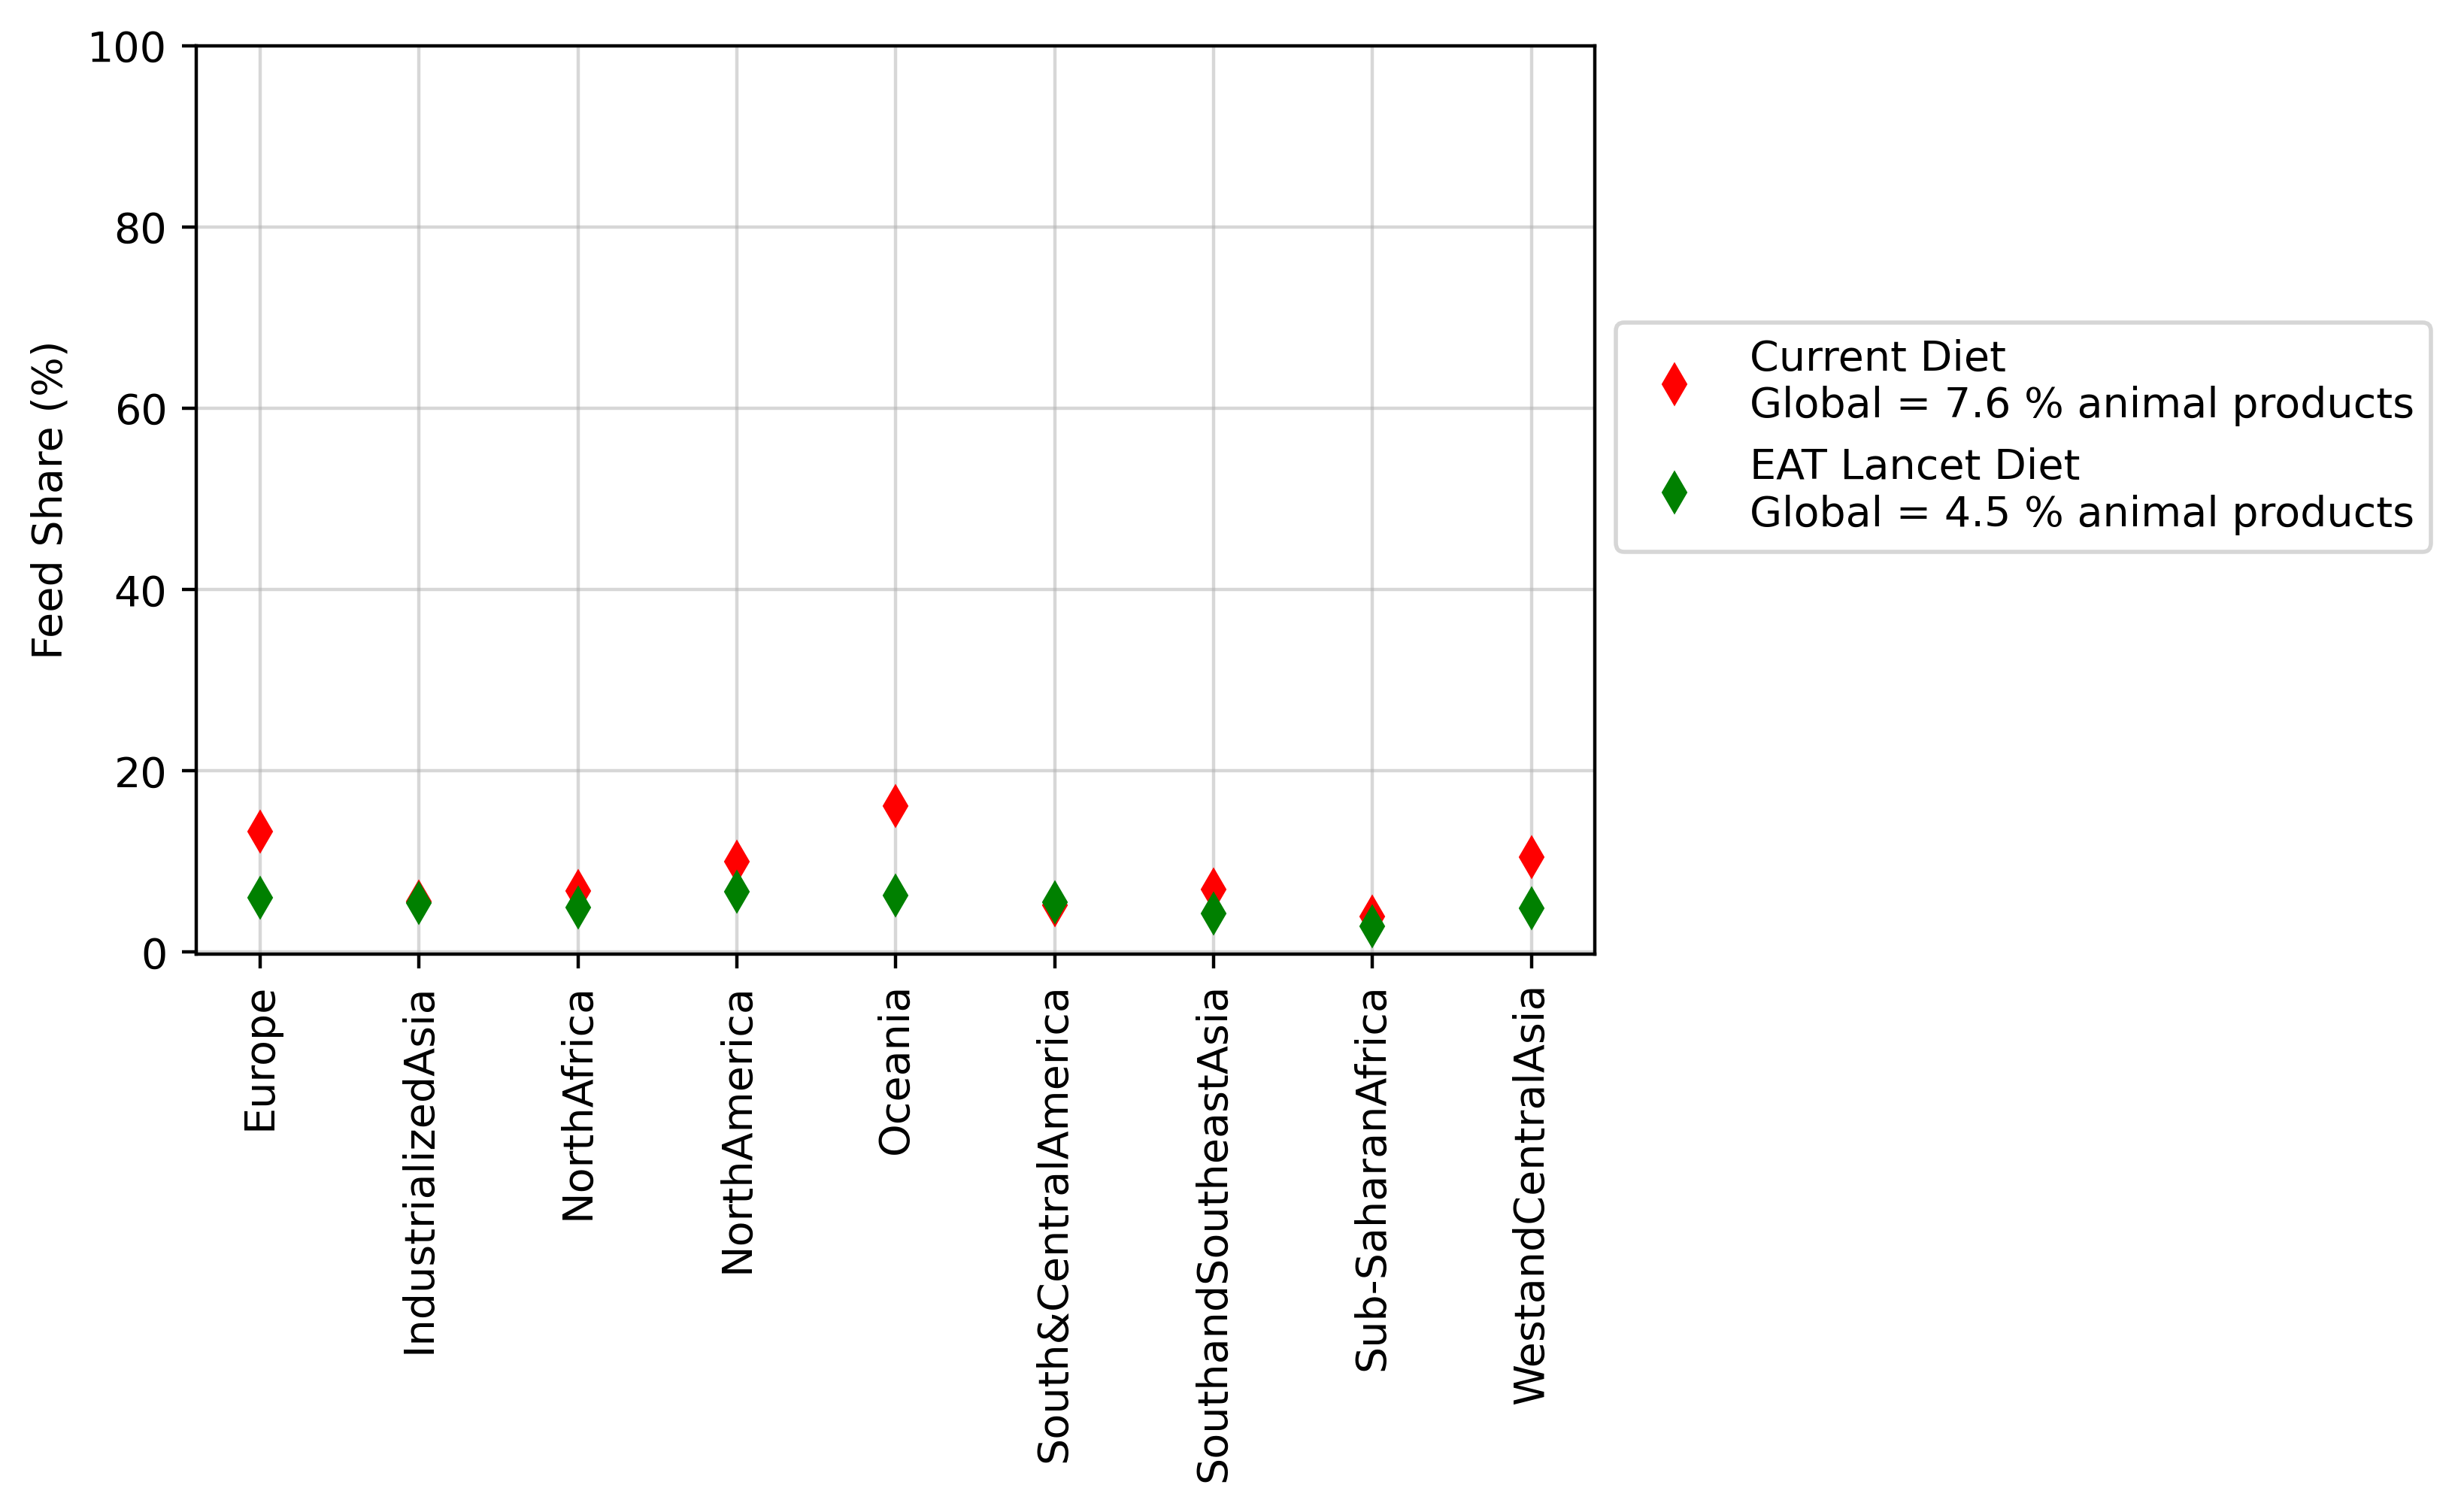 100
80
60
40
20
0
Feed Share (%)
Europe
IndustrializedAsia
NorthAfrica
NorthAmerica
Oceania
South&CentralAmerica
SouthandSoutheastAsia
Sub-SaharanAfrica
WestandCentralAsia
Current Diet
Global = 7.6 % animal products
EAT Lancet Diet
Global = 4.5 % animal products